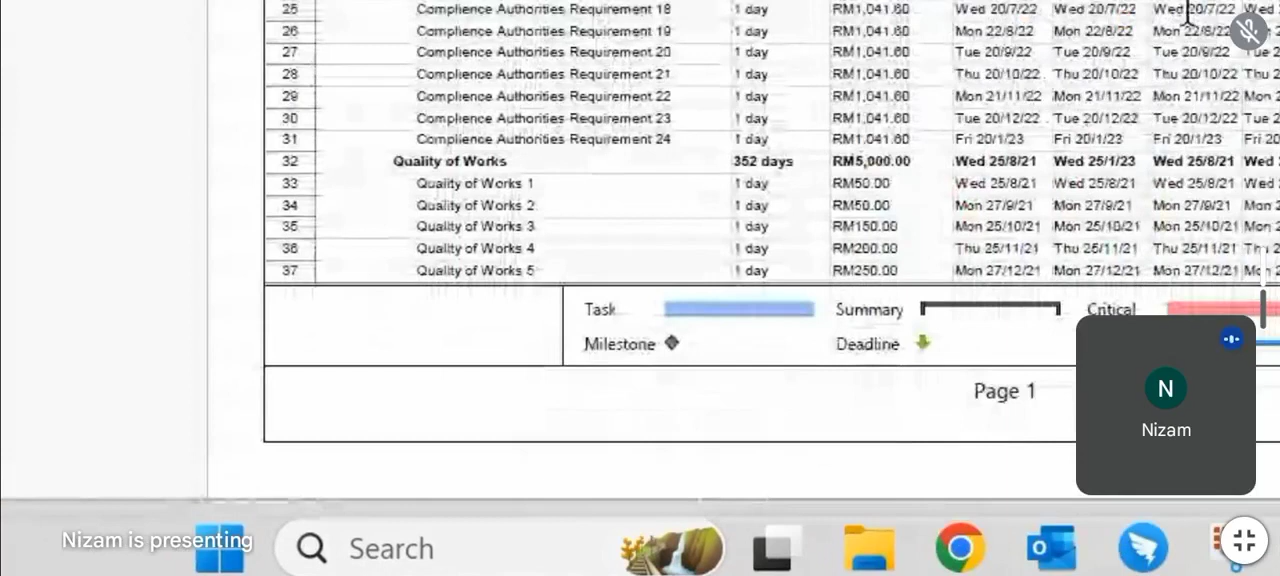 25 Complience Authorities Requirement 18 1 day RM1,041.60 Wed 20/7/22 Wed 20/7/22 Wed 20/7/22 Wed
26 Complience Authorities Requirement 19 1 day RM1,041.60 Mon 22/8/22 Mon 22/8/22 Mon 22/8/22
27 Complience Authorities Requirement 20 1 day RM1,041.60 Tue 20/9/22 Tue 20/9/22 Tue 20/9/22 Tue 2
28 Complience Authorities Requirement 21 1 day RM1,041.60 Thu 20/10/22 Thu 20/10/22 Thu 20/10/22 Thu 2
29 Complience Authorities Requirement 22 1 day RM1,041.60 Mon 21/11/22 Mon 21/11/22 Mon 21/11/22 Mon 2
30 Complience Authorities Requirement 23 1 day RM1,041.60 Tue 20/12/22 Tue 20/12/22 Tue 20/12/22 Tue 2
31 Complience Authorities Requirement 24 1 day RM1,041.60 Fri 20/1/23 Fri 20/1/23 Fri 20/1/23 Fri 20
32 Quality of Works 352 days RM5,000.00 Wed 25/8/21 Wed 25/1/23 Wed 25/8/21 Wed
33 Quality of Works 1 1 day RM50.00 Wed 25/8/21 Wed 25/8/21 Wed 25/8/21 Wed 2
34 Quality of Works 2 1 day RM50.00 Mon 27/9/21 Mon 27/9/21 Mon 27/9/21 Mon 2
35 Quality of Works 3 1 day RM150.00 Mon 25/10/21 Mon 25/10/21 Mon 25/10/21 Mon 2
36 Quality of Works 4 1 day RM200.00 Thu 25/11/21 Thu 25/11/21 Thu 25/11/21 Thu 2
37 Quality of Works 5 1 day RM250.00 Mon 27/12/21 Mon 27/12/21 Mon 27/12/21 Mon 2
Task Summary Critical
Milestone Deadline
Page 1
N
Nizam
Nizam is presenting
Search